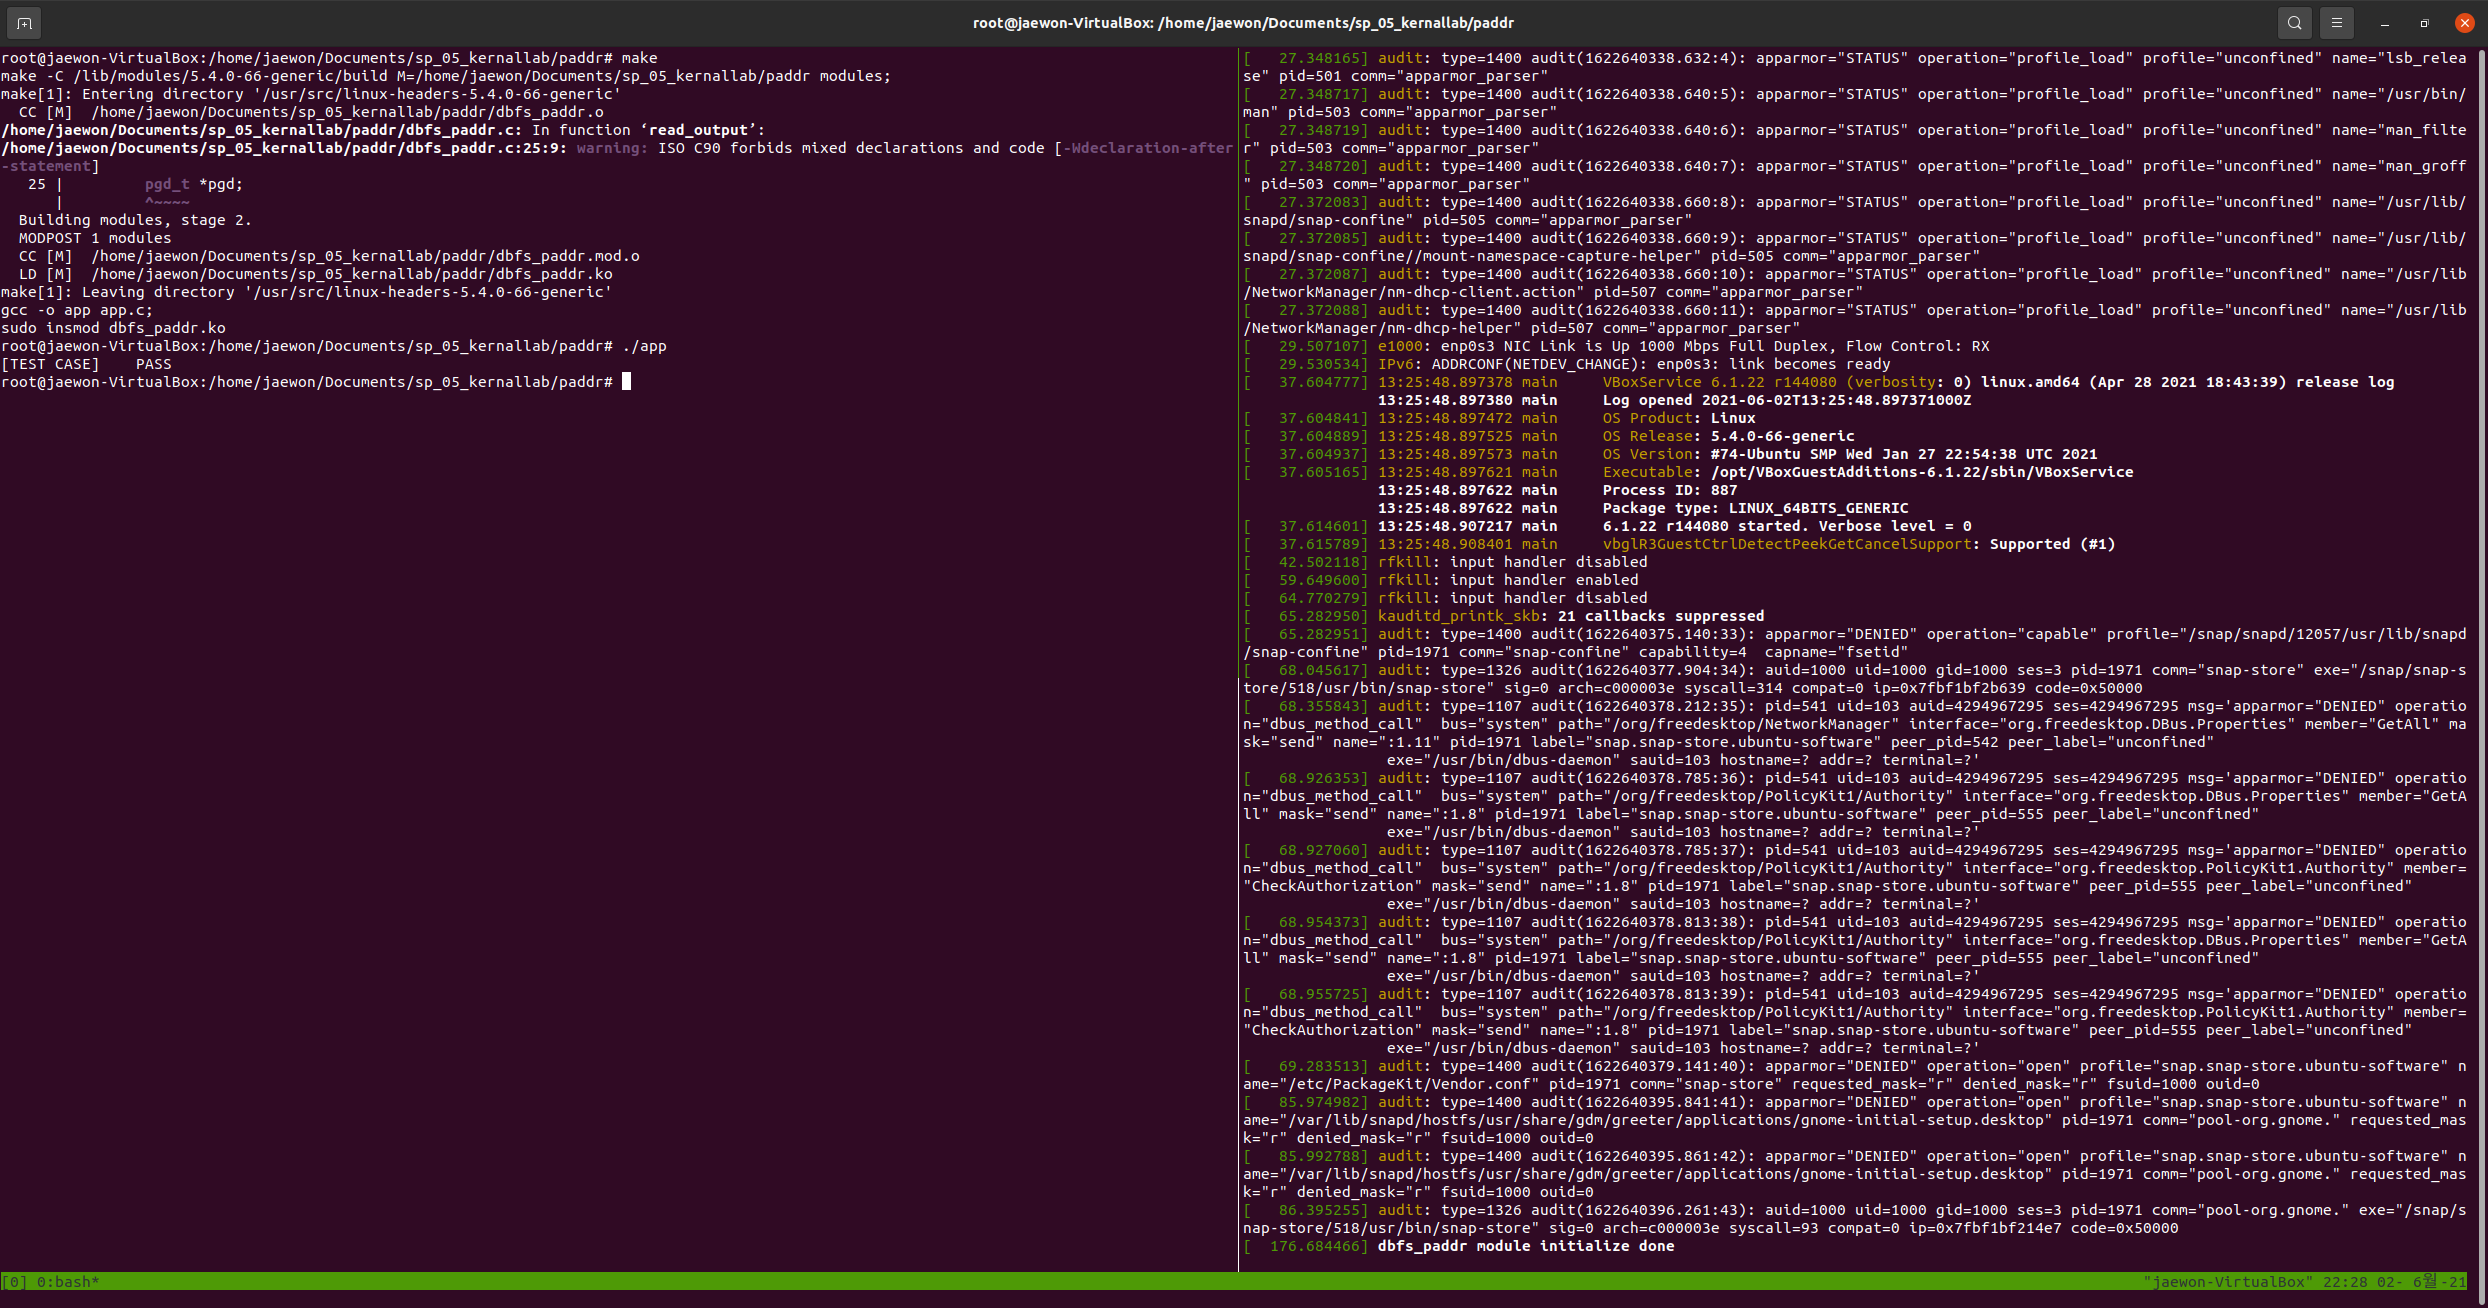 root@jaewon-VirtualBox: /home/jaewon/Documents/sp_05_kernallab/paddr
root@jaewon-VirtualBox:/home/jaewon/Documents/sp_05_kernallab/paddr# make
make -C /lib/modules/5.4.0-66-generic/build M=/home/jaewon/Documents/sp_05_kernallab/paddr modules;
make[1]: Entering directory '/usr/src/linux-headers-5.4.0-66-generic'
  CC [M]  /home/jaewon/Documents/sp_05_kernallab/paddr/dbfs_paddr.o
/home/jaewon/Documents/sp_05_kernallab/paddr/dbfs_paddr.c: In function ‘read_output’:
/home/jaewon/Documents/sp_05_kernallab/paddr/dbfs_paddr.c:25:9: warning: ISO C90 forbids mixed declarations and code [-Wdeclaration-after
-statement]
   25 |         pgd_t *pgd;
      |         ^~~~~
  Building modules, stage 2.
  MODPOST 1 modules
  CC [M]  /home/jaewon/Documents/sp_05_kernallab/paddr/dbfs_paddr.mod.o
  LD [M]  /home/jaewon/Documents/sp_05_kernallab/paddr/dbfs_paddr.ko
make[1]: Leaving directory '/usr/src/linux-headers-5.4.0-66-generic'
gcc -o app app.c;
sudo insmod dbfs_paddr.ko
root@jaewon-VirtualBox:/home/jaewon/Documents/sp_05_kernallab/paddr# ./app
[TEST CASE]    PASS
root@jaewon-VirtualBox:/home/jaewon/Documents/sp_05_kernallab/paddr#
[   27.348165] audit: type=1400 audit(1622640338.632:4): apparmor="STATUS" operation="profile_load" profile="unconfined" name="lsb_relea
se" pid=501 comm="apparmor_parser"
[   27.348717] audit: type=1400 audit(1622640338.640:5): apparmor="STATUS" operation="profile_load" profile="unconfined" name="/usr/bin/
man" pid=503 comm="apparmor_parser"
[   27.348719] audit: type=1400 audit(1622640338.640:6): apparmor="STATUS" operation="profile_load" profile="unconfined" name="man_filte
r" pid=503 comm="apparmor_parser"
[   27.348720] audit: type=1400 audit(1622640338.640:7): apparmor="STATUS" operation="profile_load" profile="unconfined" name="man_groff
" pid=503 comm="apparmor_parser"
[   27.372083] audit: type=1400 audit(1622640338.660:8): apparmor="STATUS" operation="profile_load" profile="unconfined" name="/usr/lib/
snapd/snap-confine" pid=505 comm="apparmor_parser"
[   27.372085] audit: type=1400 audit(1622640338.660:9): apparmor="STATUS" operation="profile_load" profile="unconfined" name="/usr/lib/
snapd/snap-confine//mount-namespace-capture-helper" pid=505 comm="apparmor_parser"
[   27.372087] audit: type=1400 audit(1622640338.660:10): apparmor="STATUS" operation="profile_load" profile="unconfined" name="/usr/lib
/NetworkManager/nm-dhcp-client.action" pid=507 comm="apparmor_parser"
[   27.372088] audit: type=1400 audit(1622640338.660:11): apparmor="STATUS" operation="profile_load" profile="unconfined" name="/usr/lib
/NetworkManager/nm-dhcp-helper" pid=507 comm="apparmor_parser"
[   29.507107] e1000: enp0s3 NIC Link is Up 1000 Mbps Full Duplex, Flow Control: RX
[   29.530534] IPv6: ADDRCONF(NETDEV_CHANGE): enp0s3: link becomes ready
[   37.604777] 13:25:48.897378 main     VBoxService 6.1.22 r144080 (verbosity: 0) linux.amd64 (Apr 28 2021 18:43:39) release log
               13:25:48.897380 main     Log opened 2021-06-02T13:25:48.897371000Z
[   37.604841] 13:25:48.897472 main     OS Product: Linux
[   37.604889] 13:25:48.897525 main     OS Release: 5.4.0-66-generic
[   37.604937] 13:25:48.897573 main     OS Version: #74-Ubuntu SMP Wed Jan 27 22:54:38 UTC 2021
[   37.605165] 13:25:48.897621 main     Executable: /opt/VBoxGuestAdditions-6.1.22/sbin/VBoxService
               13:25:48.897622 main     Process ID: 887
               13:25:48.897622 main     Package type: LINUX_64BITS_GENERIC
[   37.614601] 13:25:48.907217 main     6.1.22 r144080 started. Verbose level = 0
[   37.615789] 13:25:48.908401 main     vbglR3GuestCtrlDetectPeekGetCancelSupport: Supported (#1)
[   42.502118] rfkill: input handler disabled
[   59.649600] rfkill: input handler enabled
[   64.770279] rfkill: input handler disabled
[   65.282950] kauditd_printk_skb: 21 callbacks suppressed
[   65.282951] audit: type=1400 audit(1622640375.140:33): apparmor="DENIED" operation="capable" profile="/snap/snapd/12057/usr/lib/snapd
/snap-confine" pid=1971 comm="snap-confine" capability=4  capname="fsetid"
[   68.045617] audit: type=1326 audit(1622640377.904:34): auid=1000 uid=1000 gid=1000 ses=3 pid=1971 comm="snap-store" exe="/snap/snap-s
tore/518/usr/bin/snap-store" sig=0 arch=c000003e syscall=314 compat=0 ip=0x7fbf1bf2b639 code=0x50000
[   68.355843] audit: type=1107 audit(1622640378.212:35): pid=541 uid=103 auid=4294967295 ses=4294967295 msg='apparmor="DENIED" operatio
n="dbus_method_call"  bus="system" path="/org/freedesktop/NetworkManager" interface="org.freedesktop.DBus.Properties" member="GetAll" ma
sk="send" name=":1.11" pid=1971 label="snap.snap-store.ubuntu-software" peer_pid=542 peer_label="unconfined"
                exe="/usr/bin/dbus-daemon" sauid=103 hostname=? addr=? terminal=?'
[   68.926353] audit: type=1107 audit(1622640378.785:36): pid=541 uid=103 auid=4294967295 ses=4294967295 msg='apparmor="DENIED" operatio
n="dbus_method_call"  bus="system" path="/org/freedesktop/PolicyKit1/Authority" interface="org.freedesktop.DBus.Properties" member="GetA
ll" mask="send" name=":1.8" pid=1971 label="snap.snap-store.ubuntu-software" peer_pid=555 peer_label="unconfined"
                exe="/usr/bin/dbus-daemon" sauid=103 hostname=? addr=? terminal=?'
[   68.927060] audit: type=1107 audit(1622640378.785:37): pid=541 uid=103 auid=4294967295 ses=4294967295 msg='apparmor="DENIED" operatio
n="dbus_method_call"  bus="system" path="/org/freedesktop/PolicyKit1/Authority" interface="org.freedesktop.PolicyKit1.Authority" member=
"CheckAuthorization" mask="send" name=":1.8" pid=1971 label="snap.snap-store.ubuntu-software" peer_pid=555 peer_label="unconfined"
                exe="/usr/bin/dbus-daemon" sauid=103 hostname=? addr=? terminal=?'
[   68.954373] audit: type=1107 audit(1622640378.813:38): pid=541 uid=103 auid=4294967295 ses=4294967295 msg='apparmor="DENIED" operatio
n="dbus_method_call"  bus="system" path="/org/freedesktop/PolicyKit1/Authority" interface="org.freedesktop.DBus.Properties" member="GetA
ll" mask="send" name=":1.8" pid=1971 label="snap.snap-store.ubuntu-software" peer_pid=555 peer_label="unconfined"
                exe="/usr/bin/dbus-daemon" sauid=103 hostname=? addr=? terminal=?'
[   68.955725] audit: type=1107 audit(1622640378.813:39): pid=541 uid=103 auid=4294967295 ses=4294967295 msg='apparmor="DENIED" operatio
n="dbus_method_call"  bus="system" path="/org/freedesktop/PolicyKit1/Authority" interface="org.freedesktop.PolicyKit1.Authority" member=
"CheckAuthorization" mask="send" name=":1.8" pid=1971 label="snap.snap-store.ubuntu-software" peer_pid=555 peer_label="unconfined"
                exe="/usr/bin/dbus-daemon" sauid=103 hostname=? addr=? terminal=?'
[   69.283513] audit: type=1400 audit(1622640379.141:40): apparmor="DENIED" operation="open" profile="snap.snap-store.ubuntu-software" n
ame="/etc/PackageKit/Vendor.conf" pid=1971 comm="snap-store" requested_mask="r" denied_mask="r" fsuid=1000 ouid=0
[   85.974982] audit: type=1400 audit(1622640395.841:41): apparmor="DENIED" operation="open" profile="snap.snap-store.ubuntu-software" n
ame="/var/lib/snapd/hostfs/usr/share/gdm/greeter/applications/gnome-initial-setup.desktop" pid=1971 comm="pool-org.gnome." requested_mas
k="r" denied_mask="r" fsuid=1000 ouid=0
[   85.992788] audit: type=1400 audit(1622640395.861:42): apparmor="DENIED" operation="open" profile="snap.snap-store.ubuntu-software" n
ame="/var/lib/snapd/hostfs/usr/share/gdm/greeter/applications/gnome-initial-setup.desktop" pid=1971 comm="pool-org.gnome." requested_mas
k="r" denied_mask="r" fsuid=1000 ouid=0
[   86.395255] audit: type=1326 audit(1622640396.261:43): auid=1000 uid=1000 gid=1000 ses=3 pid=1971 comm="pool-org.gnome." exe="/snap/s
nap-store/518/usr/bin/snap-store" sig=0 arch=c000003e syscall=93 compat=0 ip=0x7fbf1bf214e7 code=0x50000
[  176.684466] dbfs_paddr module initialize done
[0] 0:bash*
"jaewon-VirtualBox" 22:28 02- 6월-21